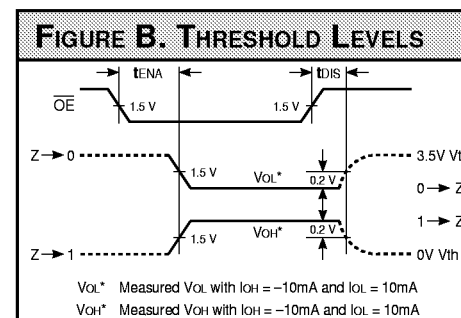 FIGURE B. THRESHOLD LEVELS
tENA tDIS
OE 1.5 V 1.5 V
Z 0 3.5V Vth
1.5 V VOL* 0.2 V
0 Z
1 Z
1.5 V VOH* 0.2 V
Z 1 0V Vth
VOL* Measured VOL with IOH = –10mA and IOL = 10mA
VOH* Measured VOH with IOH = –10mA and IOL = 10mA